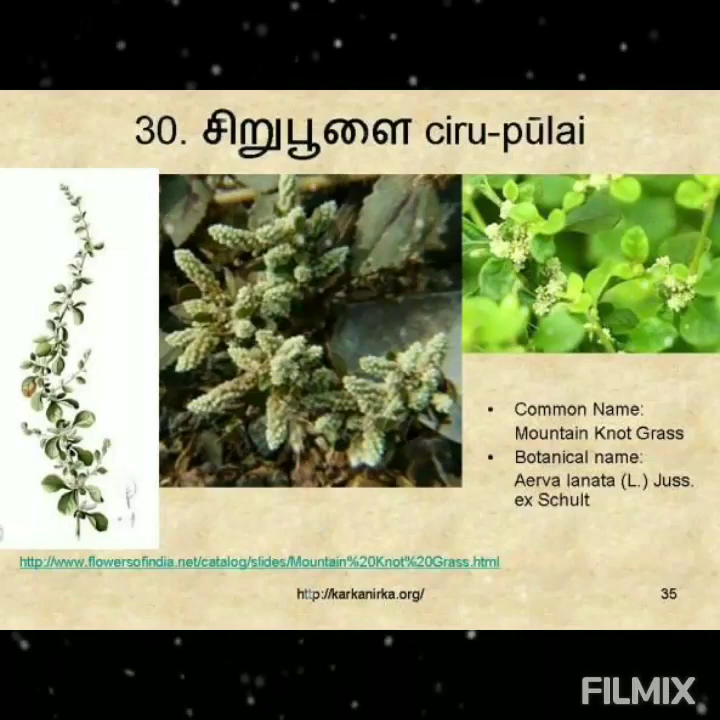 30. சிறுபூளை ciru-pūlai
• Common Name:
Mountain Knot Grass
• Botanical name:
Aerva lanata (L.) Juss.
ex Schult
http://www.flowersofindia.net/catalog/slides/Mountain%20Knot%20Grass.html
http://karkanirka.org/
35
FILMIX